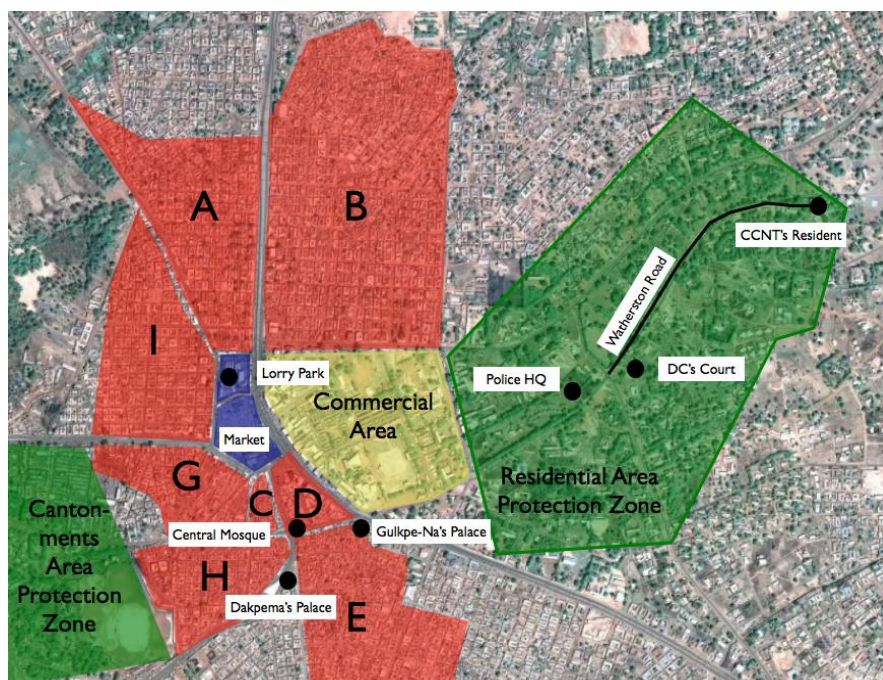 A
B
CCNT's Resident
Watherston Road
I
Lorry Park
Police HQ
DC's Court
Commercial
Area
Market
G
C
D
Residential Area
Protection Zone
Canton-
ments
Area
Protection
Zone
Central Mosque
Gulkpe-Na's Palace
H
Dakpema's Palace
E